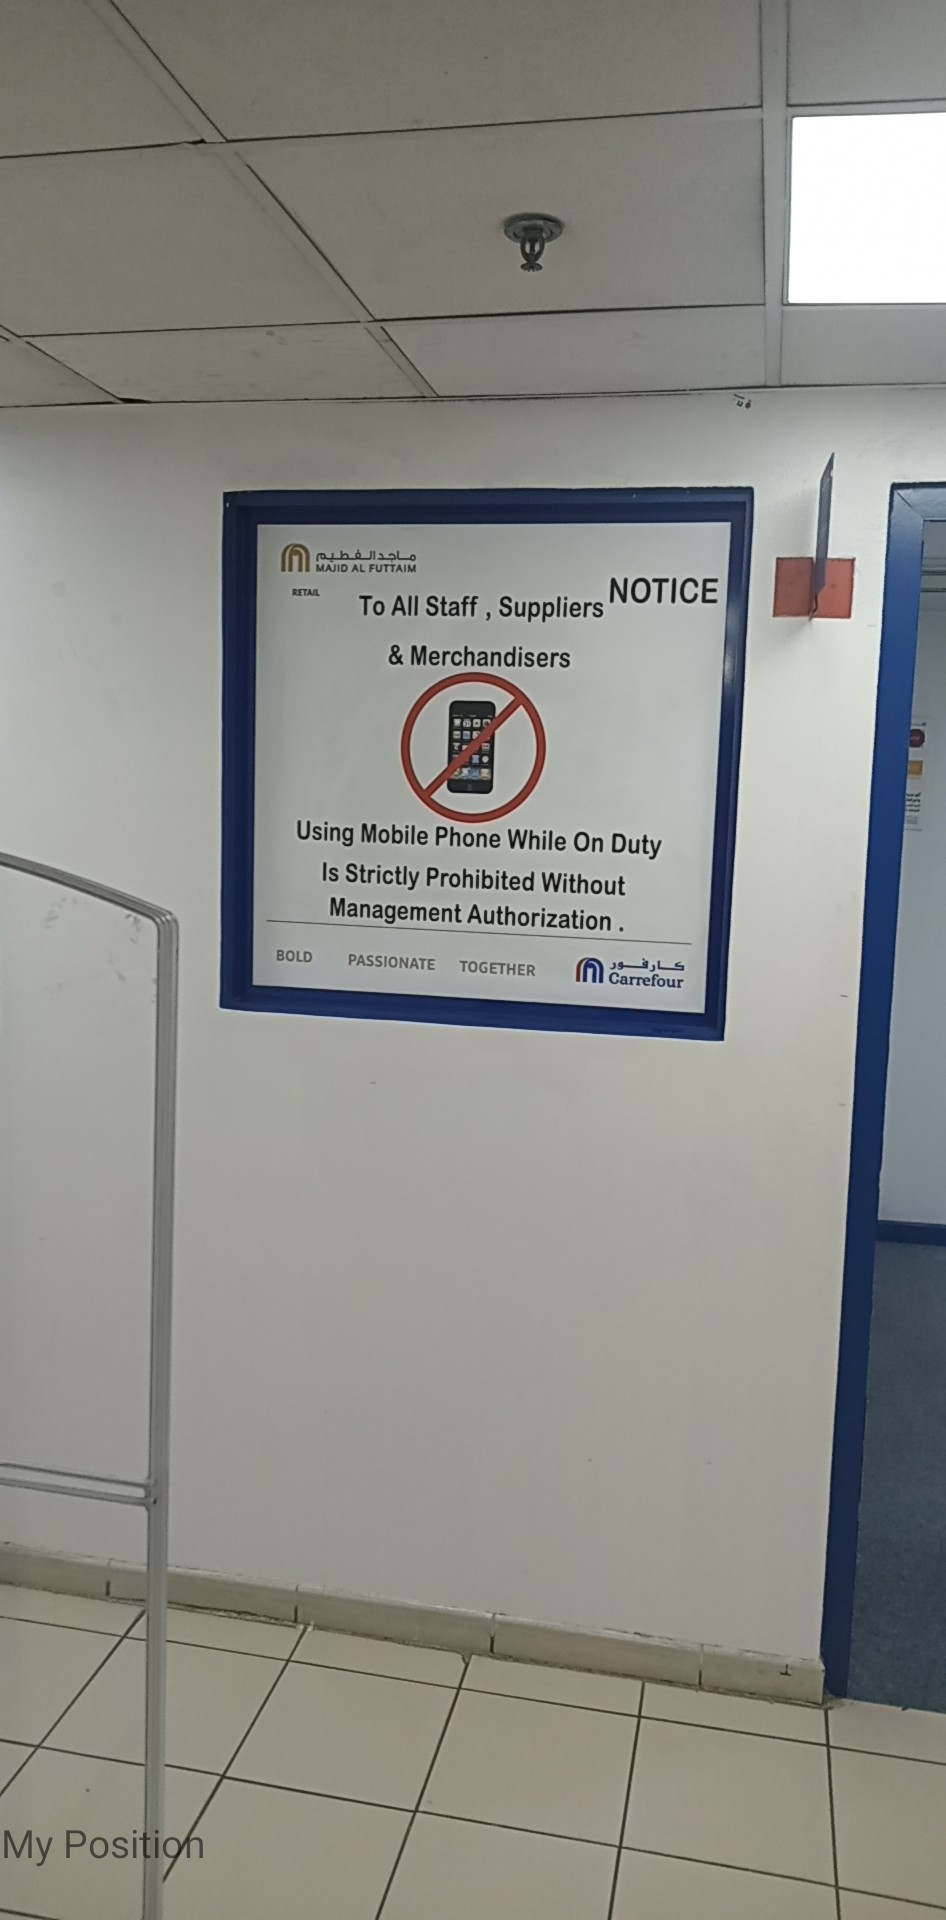 ماجد الفطيم
MAJID AL FUTTAIM
RETAIL
NOTICE
To All Staff , Suppliers
& Merchandisers
Using Mobile Phone While On Duty
Is Strictly Prohibited Without
Management Authorization .
BOLD PASSIONATE TOGETHER
كارفور
Carrefour
My Position